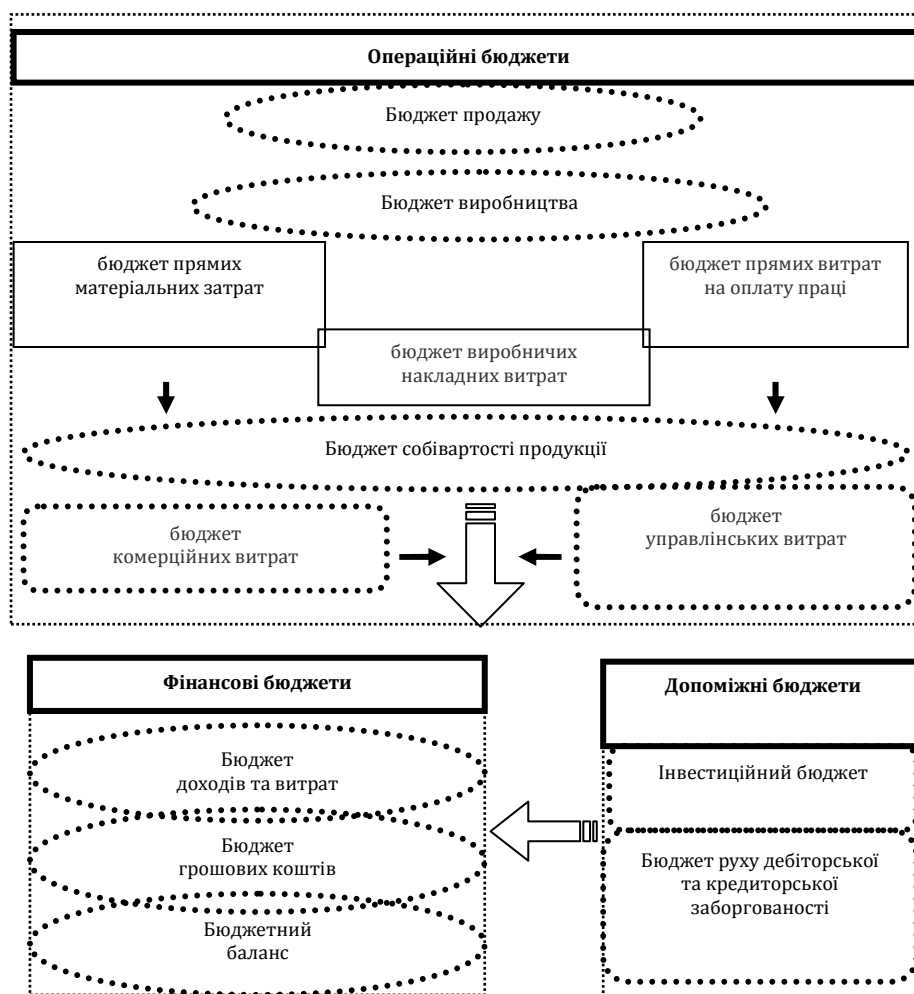 Операційні бюджети
Бюджет продажу
Бюджет виробництва
бюджет прямих
матеріальних затрат
бюджет прямих витрат
на оплату праці
бюджет виробничих
накладних витрат
Бюджет собівартості продукції
бюджет
комерційних витрат
бюджет
управлінських витрат
Фінансові бюджети
Бюджет
доходів та витрат
Бюджет
грошових коштів
Бюджетний
баланс
Допоміжні бюджети
Інвестиційний бюджет
Бюджет руху дебіторської
та кредиторської
заборгованості